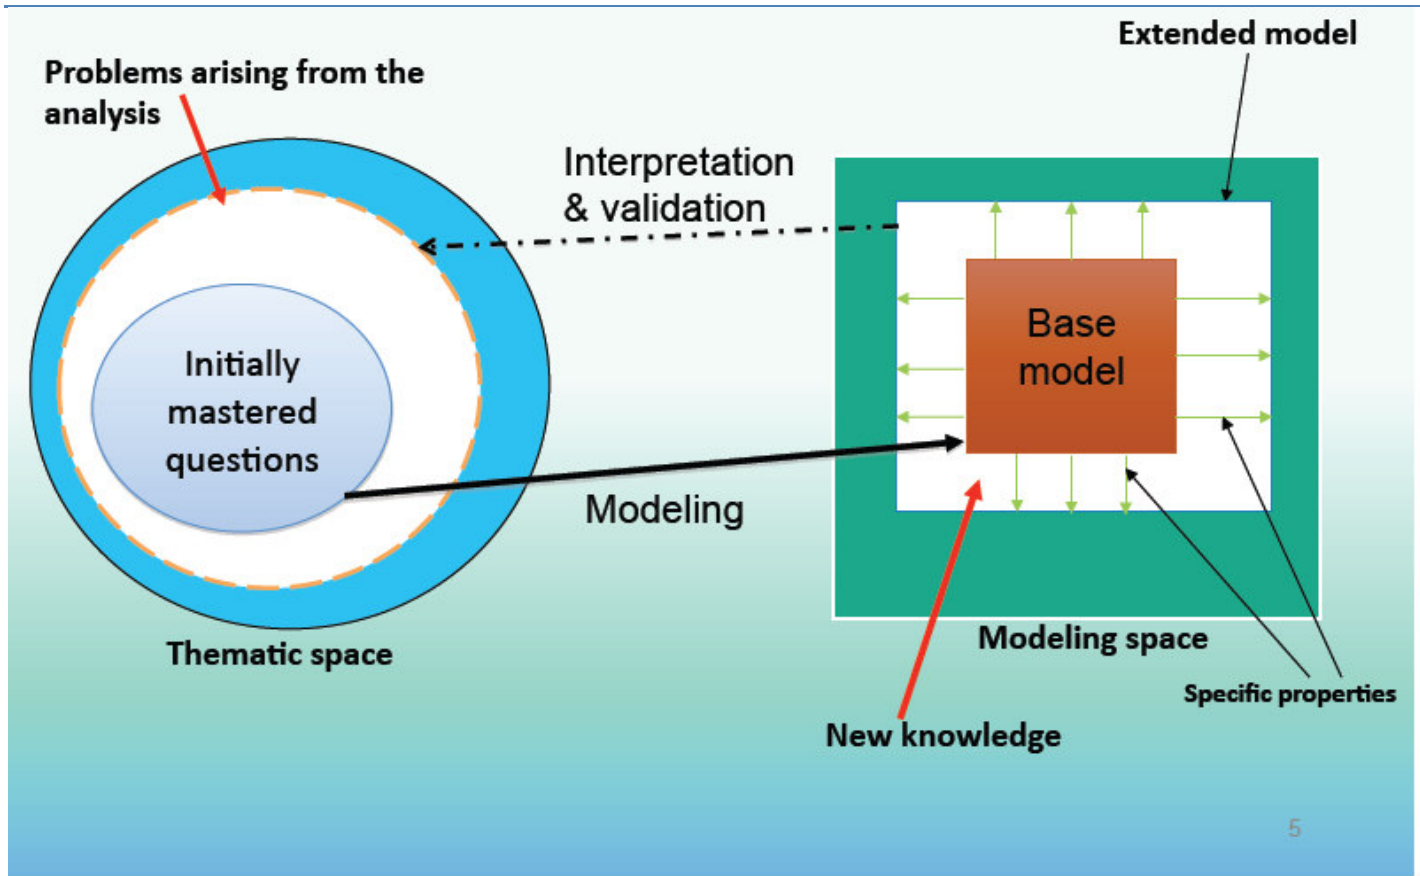 Extended model
Problems arising from the
analysis
Interpretation
& validation
Base
model
Initially
mastered
questions
Modeling
Thematic space
Modeling space
Specific properties
New knowledge
5